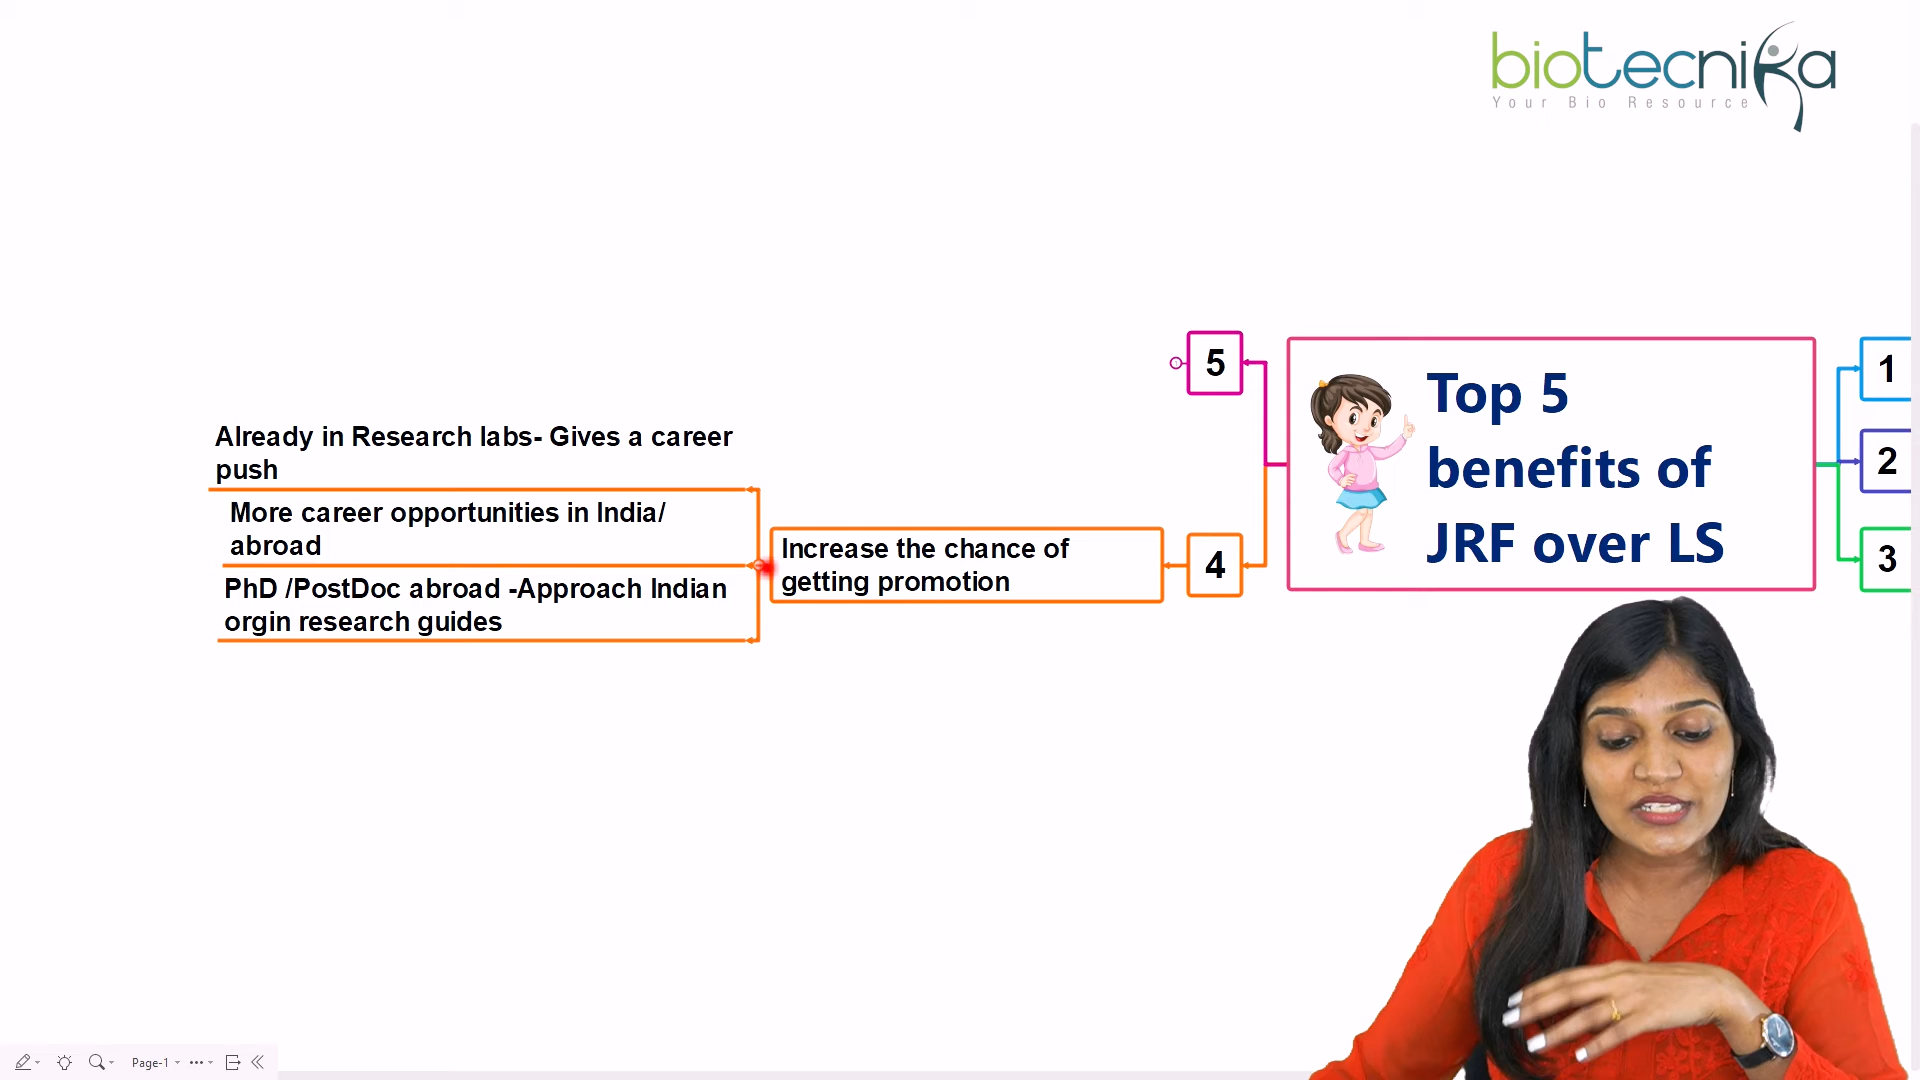 biotecnika
Your Bio Resource
5
Top 5
benefits of
JRF over LS
1
2
3
4
Increase the chance of
getting promotion
Already in Research labs- Gives a career
push
More career opportunities in India/
abroad
PhD /PostDoc abroad -Approach Indian
orgin research guides
Page-1